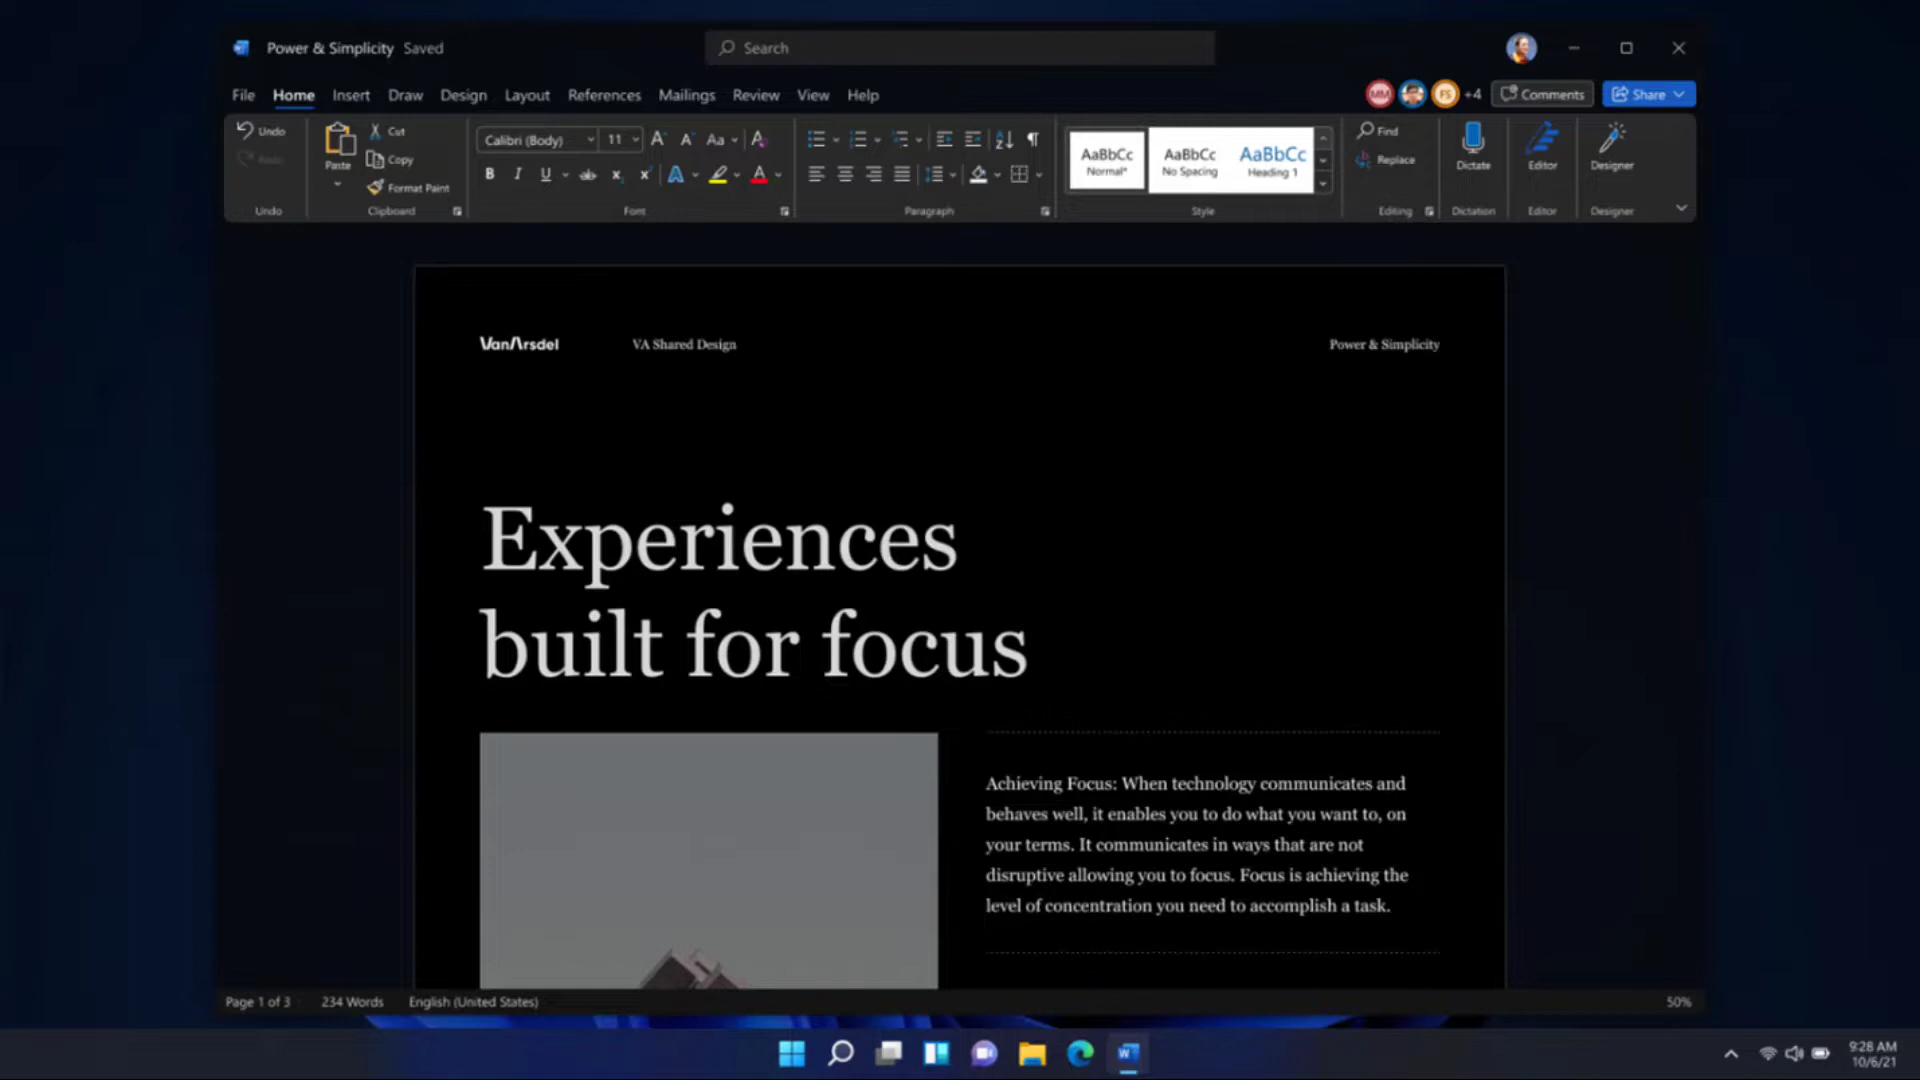 Power & Simplicity Saved
Search
File Home Insert Draw Design Layout References Mailings Review View Help
MM FS +4 Comments Share
Undo
Redo
Undo
Paste
Cut
Copy
Format Paint
Clipboard
Calibri (Body) 11
Font
Paragraph
AaBbCc AaBbCc AaBbCc
Normal* No Spacing Heading 1
Style
Find
Replace
Editing
Dictate
Dictation
Editor
Editor
Designer
Designer
VanArsdel VA Shared Design Power & Simplicity
Experiences
built for focus
Achieving Focus: When technology communicates and
behaves well, it enables you to do what you want to, on
your terms. It communicates in ways that are not
disruptive allowing you to focus. Focus is achieving the
level of concentration you need to accomplish a task.
Page 1 of 3 234 Words English (United States) 50%
9:28 AM
10/6/21